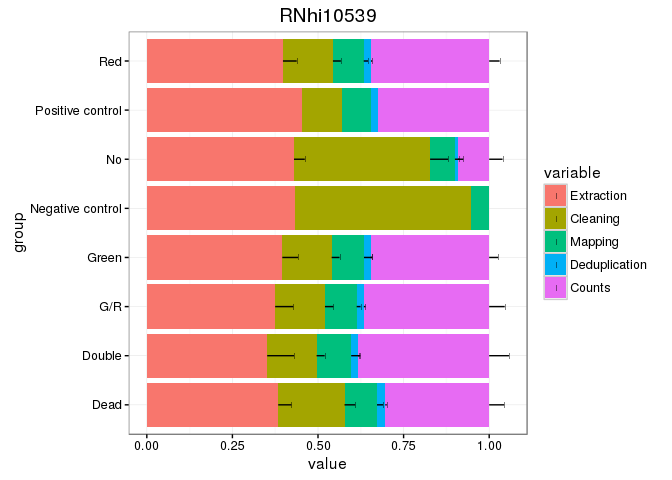 RNhi10539
Red
Positive control
No
Negative control
Green
G/R
Double
Dead
group
0.00 0.25 0.50 0.75 1.00
value
variable
Extraction
Cleaning
Mapping
Deduplication
Counts